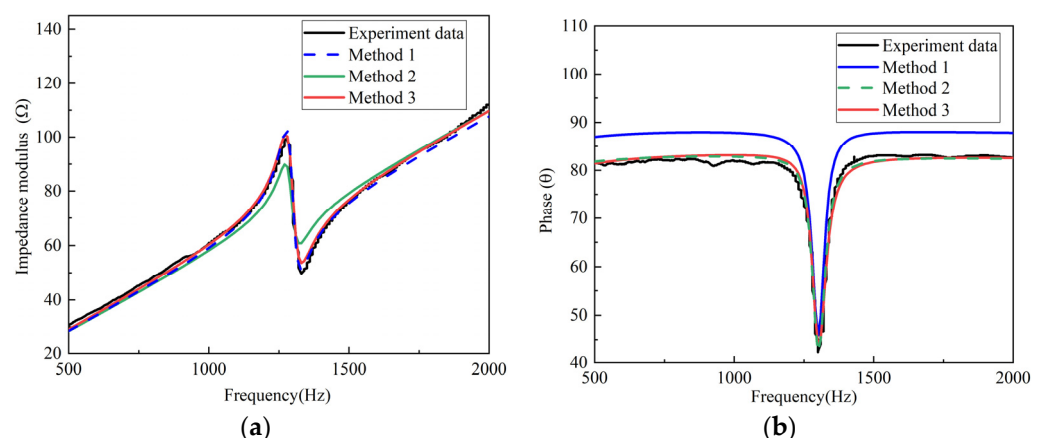 140
120
100
80
60
40
20
Impedance modulus (Ω)
500
1000
1500
2000
Frequency(Hz)
Experiment data
Method 1
Method 2
Method 3
(a)
110
100
90
80
70
60
50
40
Phase (θ)
500
1000
1500
2000
Frequency(Hz)
Experiment data
Method 1
Method 2
Method 3
(b)